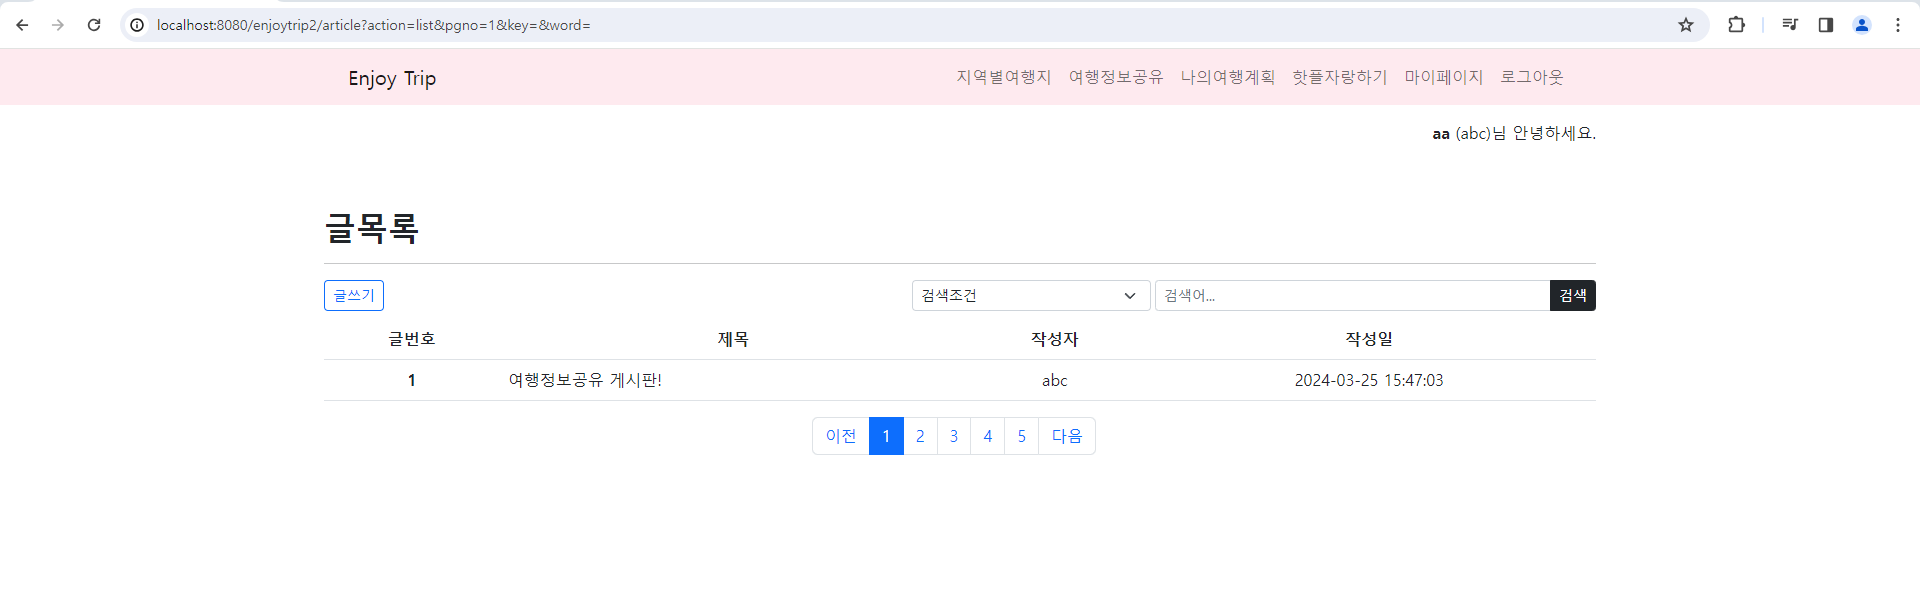 localhost:8080/enjoytrip2/article?action=list&pgno=1&key=&word=
Enjoy Trip 지역별여행지 여행정보공유 나의여행계획 핫플자랑하기 마이페이지 로그아웃
aa (abc)님 안녕하세요.
글목록
글쓰기 검색조건 검색어... 검색
글번호 제목 작성자 작성일
1 여행정보공유 게시판! abc 2024-03-25 15:47:03
이전 1 2 3 4 5 다음